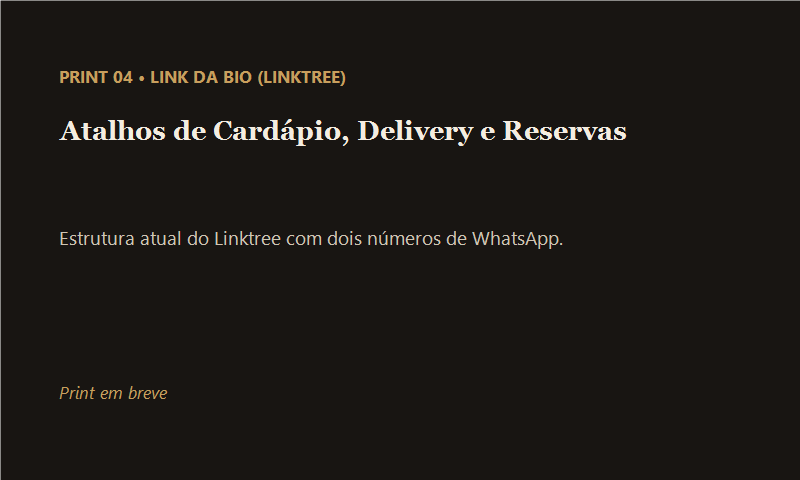 PRINT 04 • LINK DA BIO (LINKTREE)
Atalhos de Cardápio, Delivery e Reservas
Estrutura atual do Linktree com dois números de WhatsApp.
Print em breve